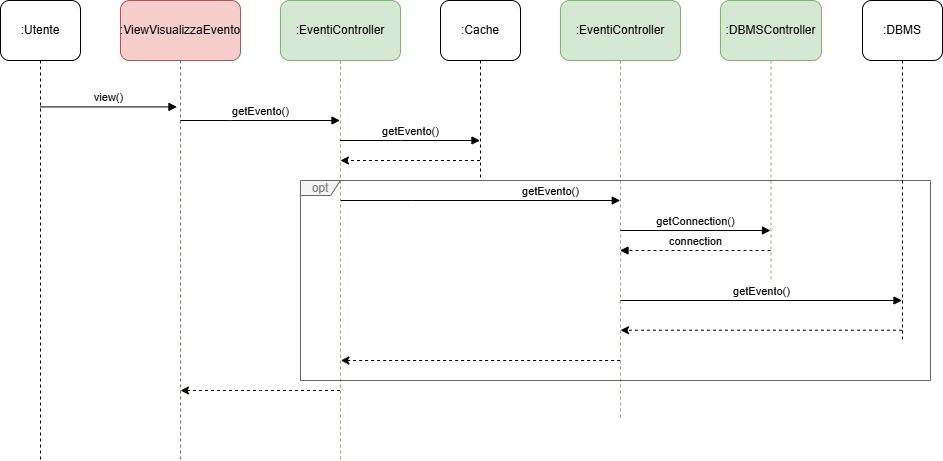 :Utente
:ViewVisualizzaEvento
:EventiController
:Cache
:EventiController
:DBMSController
:DBMS
view()
getEvento()
getEvento()
opt
getEvento()
getConnection()
connection
getEvento()